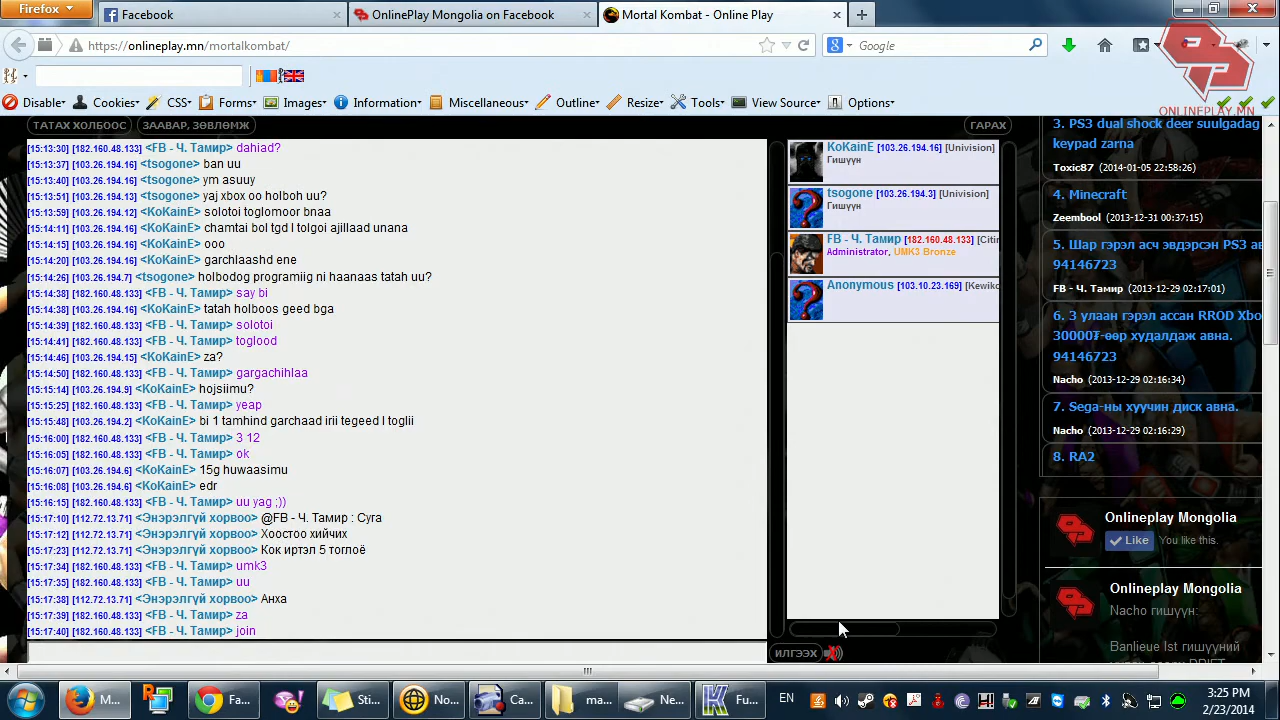 Firefox
Facebook
OnlinePlay Mongolia on Facebook
Mortal Kombat - Online Play
https://onlineplay.mn/mortalkombat/
Google
Disable
Cookies
CSS
Forms
Images
Information
Miscellaneous
Outline
Resize
Tools
View Source
Options
ONLINEPLAY.MN
ТАТАХ ХОЛБООС
ЗААВАР, ЗӨВЛӨМЖ
ГАРАХ
[15:13:30] [182.160.48.133] <FB - Ч. Тамир> dahiad?
[15:13:37] [103.26.194.16] <tsogone> ban uu
[15:13:40] [103.26.194.16] <tsogone> ym asuuy
[15:13:51] [103.26.194.13] <tsogone> yaj xbox oo holboh uu?
[15:13:59] [103.26.194.12] <KoKainE> solotoi toglomoor bnaa
[15:14:11] [103.26.194.16] <KoKainE> chamtai bol tgd l tolgoi ajillaad unana
[15:14:15] [103.26.194.16] <KoKainE> ooo
[15:14:20] [103.26.194.16] <KoKainE> garchlaashd ene
[15:14:26] [103.26.194.7] <tsogone> holbodog programiig ni haanaas tatah uu?
[15:14:38] [182.160.48.133] <FB - Ч. Тамир> say bi
[15:14:38] [103.26.194.16] <KoKainE> tatah holboos geed bga
[15:14:39] [182.160.48.133] <FB - Ч. Тамир> solotoi
[15:14:41] [182.160.48.133] <FB - Ч. Тамир> toglood
[15:14:46] [103.26.194.15] <KoKainE> za?
[15:14:50] [182.160.48.133] <FB - Ч. Тамир> gargachihlaa
[15:15:14] [103.26.194.9] <KoKainE> hojsiimu?
[15:15:25] [182.160.48.133] <FB - Ч. Тамир> yeap
[15:15:48] [103.26.194.2] <KoKainE> bi 1 tamhind garchaad irii tegeed l toglii
[15:16:00] [182.160.48.133] <FB - Ч. Тамир> 3 12
[15:16:05] [182.160.48.133] <FB - Ч. Тамир> ok
[15:16:07] [103.26.194.6] <KoKainE> 15g huwaasimu
[15:16:08] [103.26.194.6] <KoKainE> edr
[15:16:15] [182.160.48.133] <FB - Ч. Тамир> uu yag ;))
[15:17:10] [112.72.13.71] <Энэрэлгүй хорвоо> @FB - Ч. Тамир : Суга
[15:17:12] [112.72.13.71] <Энэрэлгүй хорвоо> Хоостоо хийчих
[15:17:23] [112.72.13.71] <Энэрэлгүй хорвоо> Кок иртэл 5 тоглоё
[15:17:34] [182.160.48.133] <FB - Ч. Тамир> umk3
[15:17:35] [182.160.48.133] <FB - Ч. Тамир> uu
[15:17:38] [112.72.13.71] <Энэрэлгүй хорвоо> Анха
[15:17:39] [182.160.48.133] <FB - Ч. Тамир> za
[15:17:40] [182.160.48.133] <FB - Ч. Тамир> join
KoKainE [103.26.194.16] [Univision]
Гишүүн
tsogone [103.26.194.3] [Univision]
Гишүүн
FB - Ч. Тамир [182.160.48.133] [Citi
Administrator, UMK3 Bronze
Anonymous [103.10.23.169] [Kewiko
ИЛГЭЭХ
3. PS3 dual shock deer suulgadag
keypad zarna
Toxic87 (2014-01-05 22:58:26)
4. Minecraft
Zeembool (2013-12-31 00:37:15)
5. Шар гэрэл асч эвдэрсэн PS3 ав
94146723
FB - Ч. Тамир (2013-12-29 02:17:01)
6. 3 улаан гэрэл ассан RROD Xbo
30000₮-өөр худалдаж авна.
94146723
Nacho (2013-12-29 02:16:34)
7. Sega-ны хуучин диск авна.
Nacho (2013-12-29 02:16:29)
8. RA2
Onlineplay Mongolia
Like
You like this.
Onlineplay Mongolia
Nacho гишүүн:
Banlieue Ist гишүүний
M...
Fa...
Sti...
No...
Ca...
ma...
Ne...
Fu...
EN
3:25 PM
2/23/2014